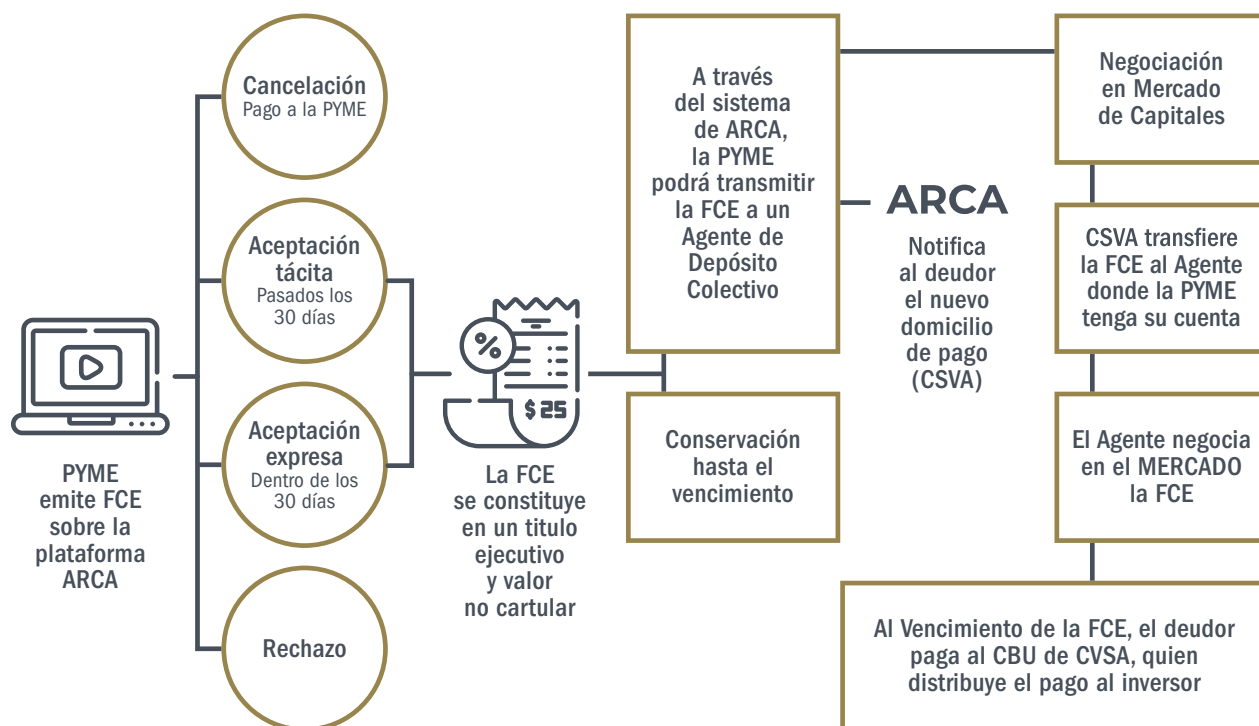 PYME
emite FCE
sobre la
plataforma
ARCA
Cancelación
Pago a la PYME
Aceptación
tácita
Pasados los
30 días
Aceptación
expresa
Dentro de los
30 días
Rechazo
%
$ 25
La FCE
se constituye
en un titulo
ejecutivo
y valor
no cartular
A través
del sistema
de ARCA,
la PYME
podrá transmitir
la FCE a un
Agente de
Depósito
Colectivo
Conservación
hasta el
vencimiento
ARCA
Notifica
al deudor
el nuevo
domicilio
de pago
(CSVA)
Negociación
en Mercado
de Capitales
CSVA transfiere
la FCE al Agente
donde la PYME
tenga su cuenta
El Agente negocia
en el MERCADO
la FCE
Al Vencimiento de la FCE, el deudor
paga al CBU de CVSA, quien
distribuye el pago al inversor